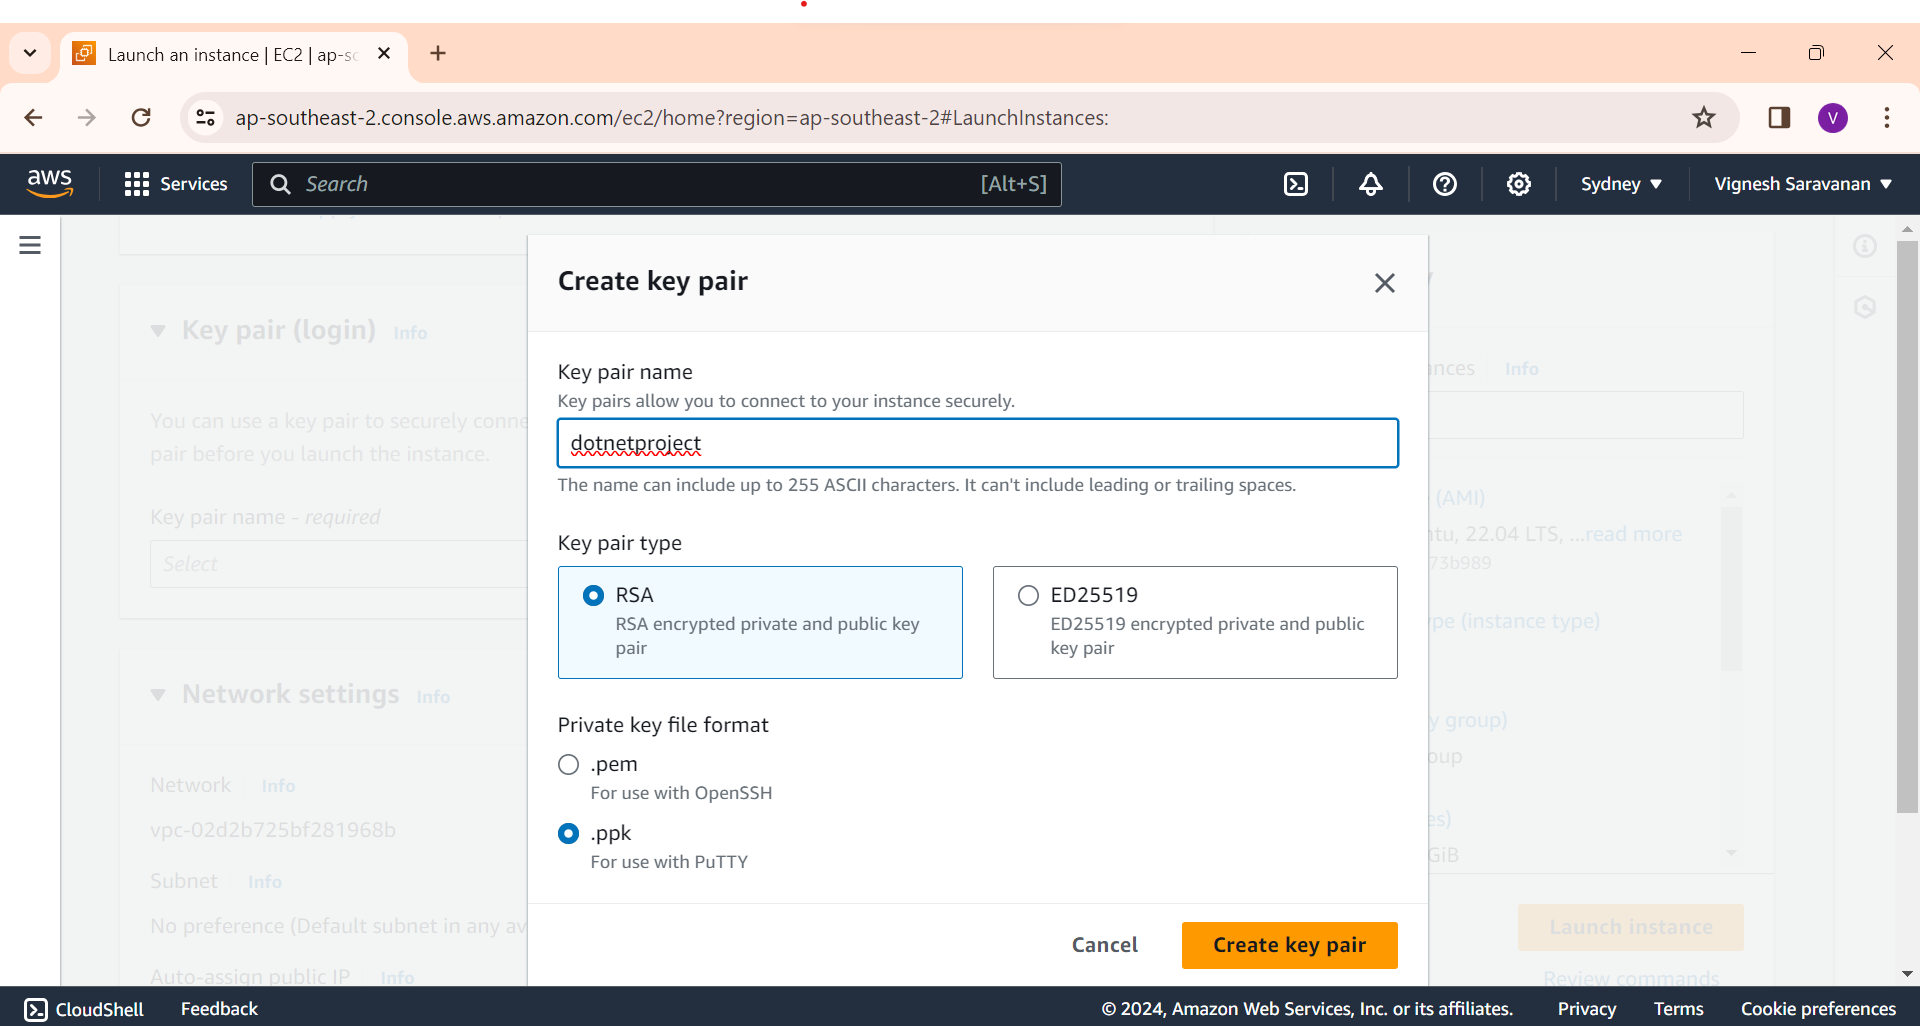 Launch an instance | EC2 | ap-sc
ap-southeast-2.console.aws.amazon.com/ec2/home?region=ap-southeast-2#LaunchInstances:
V
aws
Services
Search
[Alt+S]
Sydney
Vignesh Saravanan
Create key pair
Key pair (login) Info
Key pair name
Key pairs allow you to connect to your instance securely.
dotnetproject
The name can include up to 255 ASCII characters. It can't include leading or trailing spaces.
You can use a key pair to securely conne
pair before you launch the instance.
Key pair name - required
Select
Key pair type
RSA
RSA encrypted private and public key
pair
ED25519
ED25519 encrypted private and public
key pair
Private key file format
.pem
For use with OpenSSH
.ppk
For use with PuTTY
Cancel
Create key pair
Network settings Info
Network Info
vpc-02d2b725bf281968b
Subnet Info
No preference (Default subnet in any av
Auto-assign public IP Info
ances Info
(AMI)
ntu, 22.04 LTS, ...read more
73b989
ype (instance type)
y group)
oup
es)
GiB
Launch instance
Review commands
CloudShell
Feedback
© 2024, Amazon Web Services, Inc. or its affiliates.
Privacy
Terms
Cookie preferences